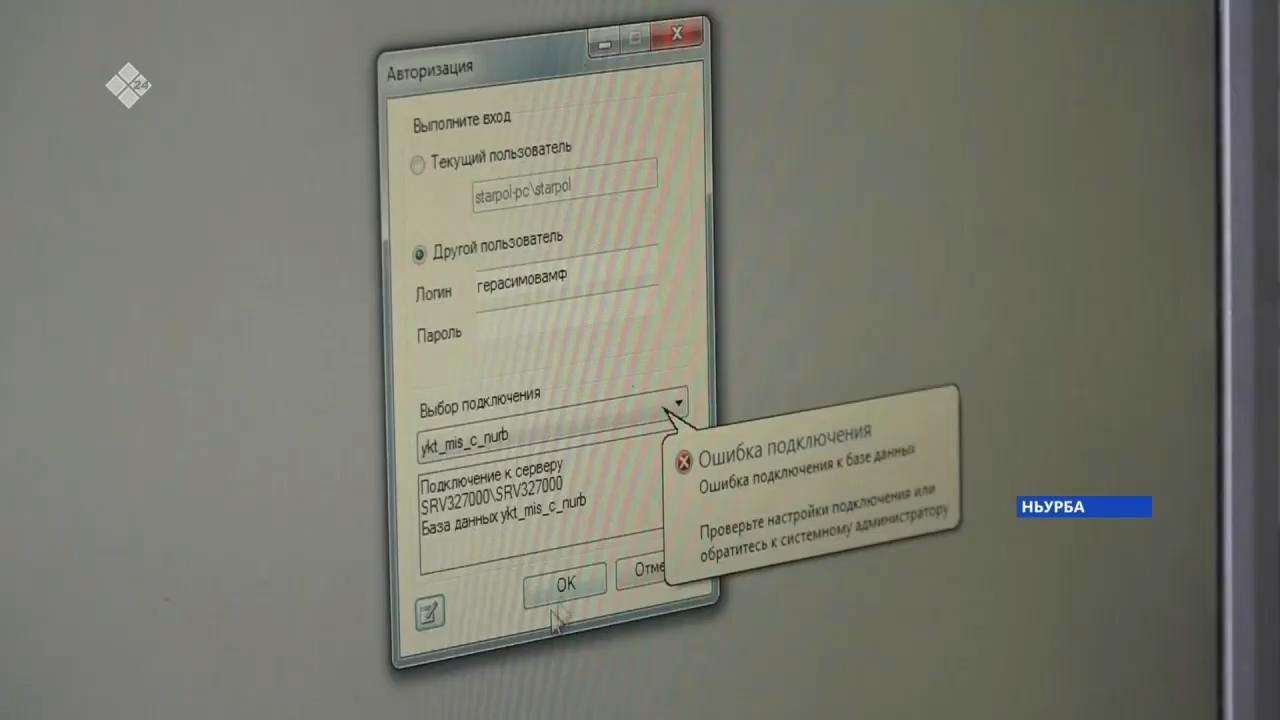 24
Авторизация
Выполните вход
Текущий пользователь
starpol-pc\starpol
Другой пользователь
Логин герасимовамф
Пароль
Выбор подключения
ykt_mis_c_nurb
Подключение к серверу
SRV327000\SRV327000
База данных ykt_mis_c_nurb
OK
Отме
Ошибка подключения
Ошибка подключения к базе данных
Проверьте настройки подключения или
обратитесь к системному администратору
НЬУРБА